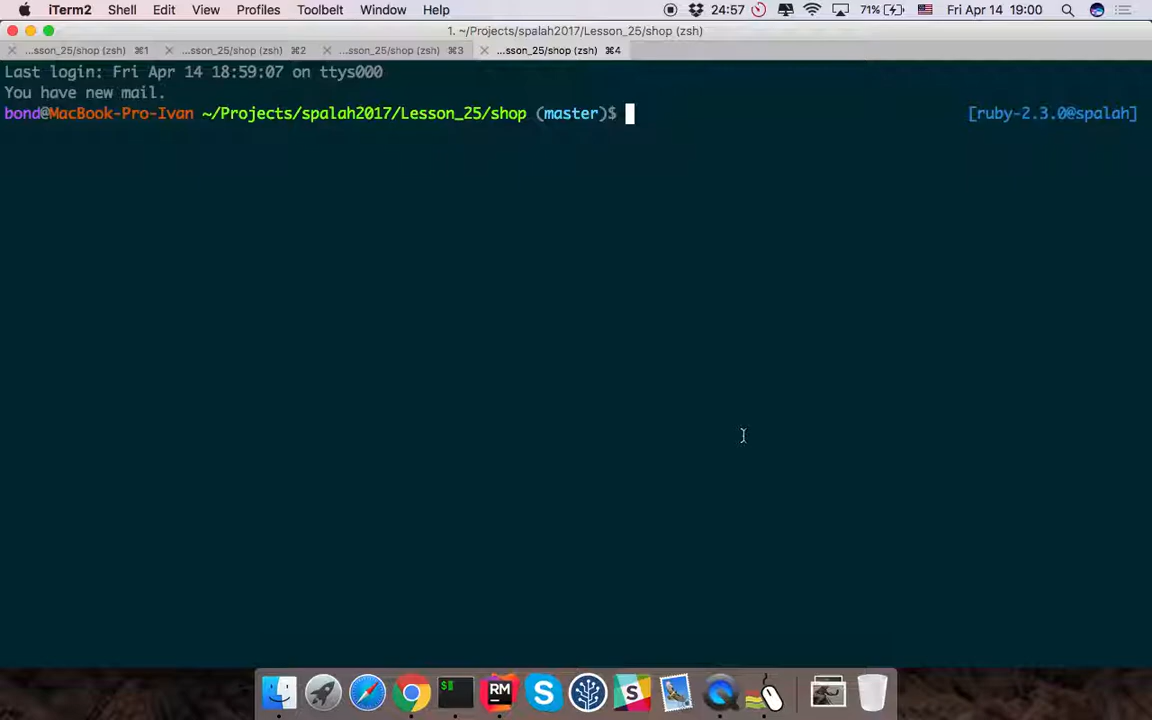 iTerm2 Shell Edit View Profiles Toolbelt Window Help 24:57 71% Fri Apr 14 19:00
1. ~/Projects/spalah2017/Lesson_25/shop (zsh)
...sson_25/shop (zsh) ⌘1 ...sson_25/shop (zsh) ⌘2 ...sson_25/shop (zsh) ⌘3 ...sson_25/shop (zsh) ⌘4
Last login: Fri Apr 14 18:59:07 on ttys000
You have new mail.
bond@MacBook-Pro-Ivan ~/Projects/spalah2017/Lesson_25/shop (master)$ [ruby-2.3.0@spalah]
$
RM
S